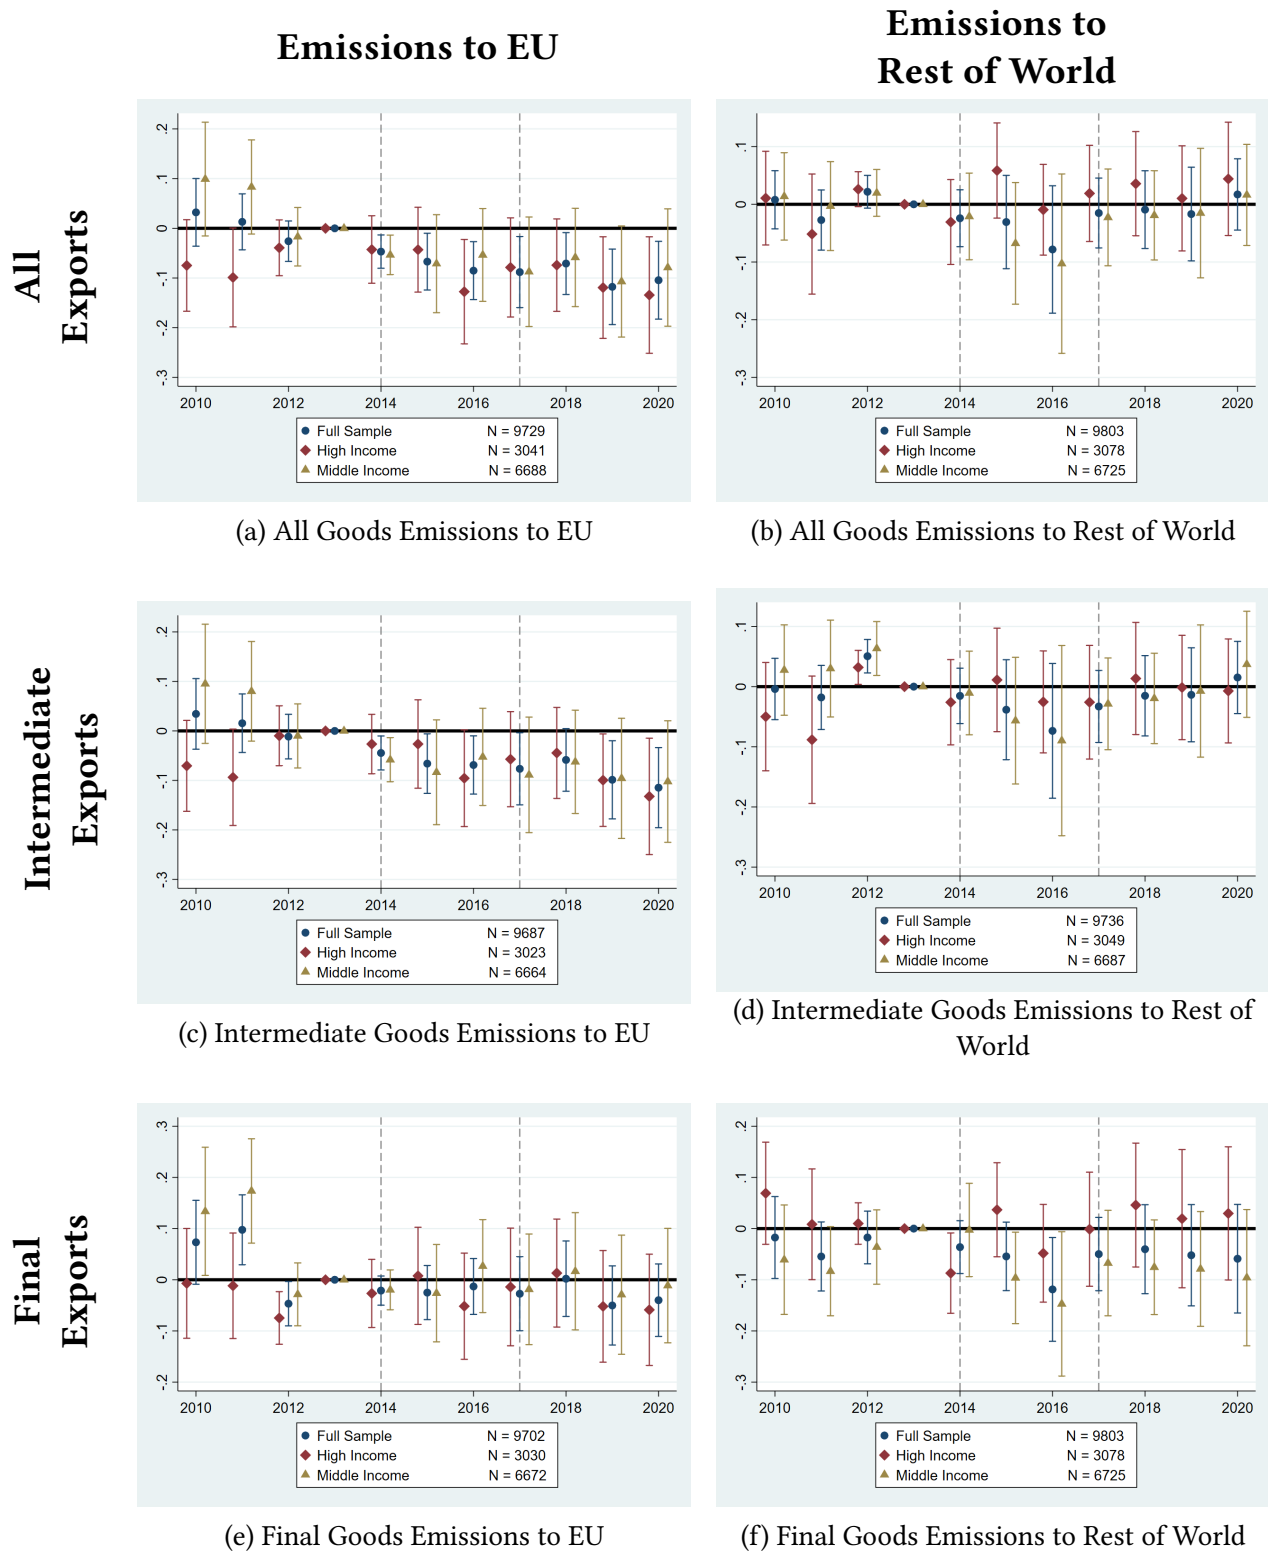 Emissions to EU
Emissions to
Rest of World
All
Exports
.2
.1
0
-.1
-.2
-.3
2010 2012 2014 2016 2018 2020
Full Sample N = 9729
High Income N = 3041
Middle Income N = 6688
(a) All Goods Emissions to EU
.1
0
-.1
-.2
-.3
2010 2012 2014 2016 2018 2020
Full Sample N = 9803
High Income N = 3078
Middle Income N = 6725
(b) All Goods Emissions to Rest of World
Intermediate
Exports
.2
.1
0
-.1
-.2
-.3
2010 2012 2014 2016 2018 2020
Full Sample N = 9687
High Income N = 3023
Middle Income N = 6664
(c) Intermediate Goods Emissions to EU
.1
0
-.1
-.2
-.3
2010 2012 2014 2016 2018 2020
Full Sample N = 9736
High Income N = 3049
Middle Income N = 6687
(d) Intermediate Goods Emissions to Rest of
World
Final
Exports
.3
.2
.1
0
-.1
-.2
2010 2012 2014 2016 2018 2020
Full Sample N = 9702
High Income N = 3030
Middle Income N = 6672
(e) Final Goods Emissions to EU
.2
.1
0
-.1
-.2
-.3
2010 2012 2014 2016 2018 2020
Full Sample N = 9803
High Income N = 3078
Middle Income N = 6725
(f) Final Goods Emissions to Rest of World